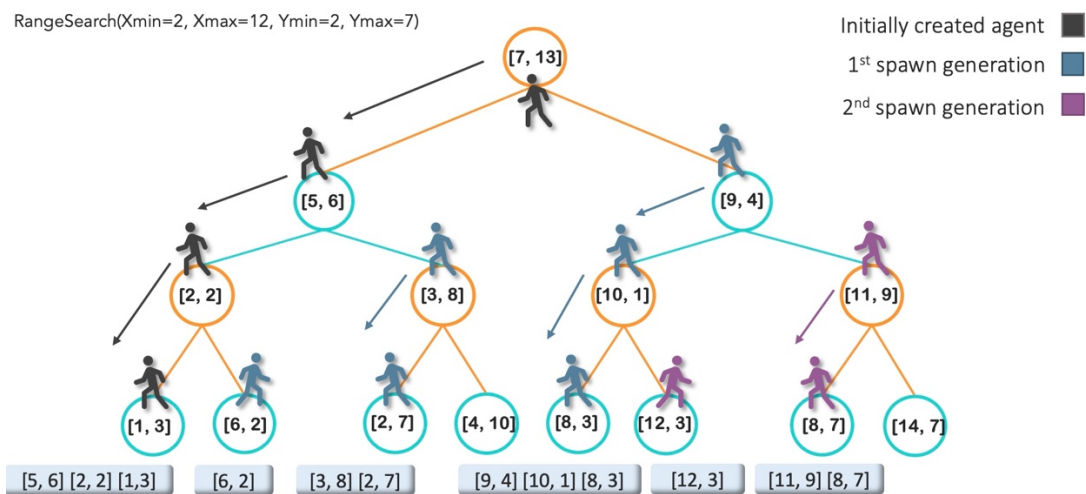 RangeSearch(Xmin=2, Xmax=12, Ymin=2, Ymax=7)
Initially created agent
1st spawn generation
2nd spawn generation
[7, 13]
[5, 6]
[9, 4]
[2, 2]
[3, 8]
[10, 1]
[11, 9]
[1, 3]
[6, 2]
[2, 7]
[4, 10]
[8, 3]
[12, 3]
[8, 7]
[14, 7]
[5, 6] [2, 2] [1,3]
[6, 2]
[3, 8] [2, 7]
[9, 4] [10, 1] [8, 3]
[12, 3]
[11, 9] [8, 7]